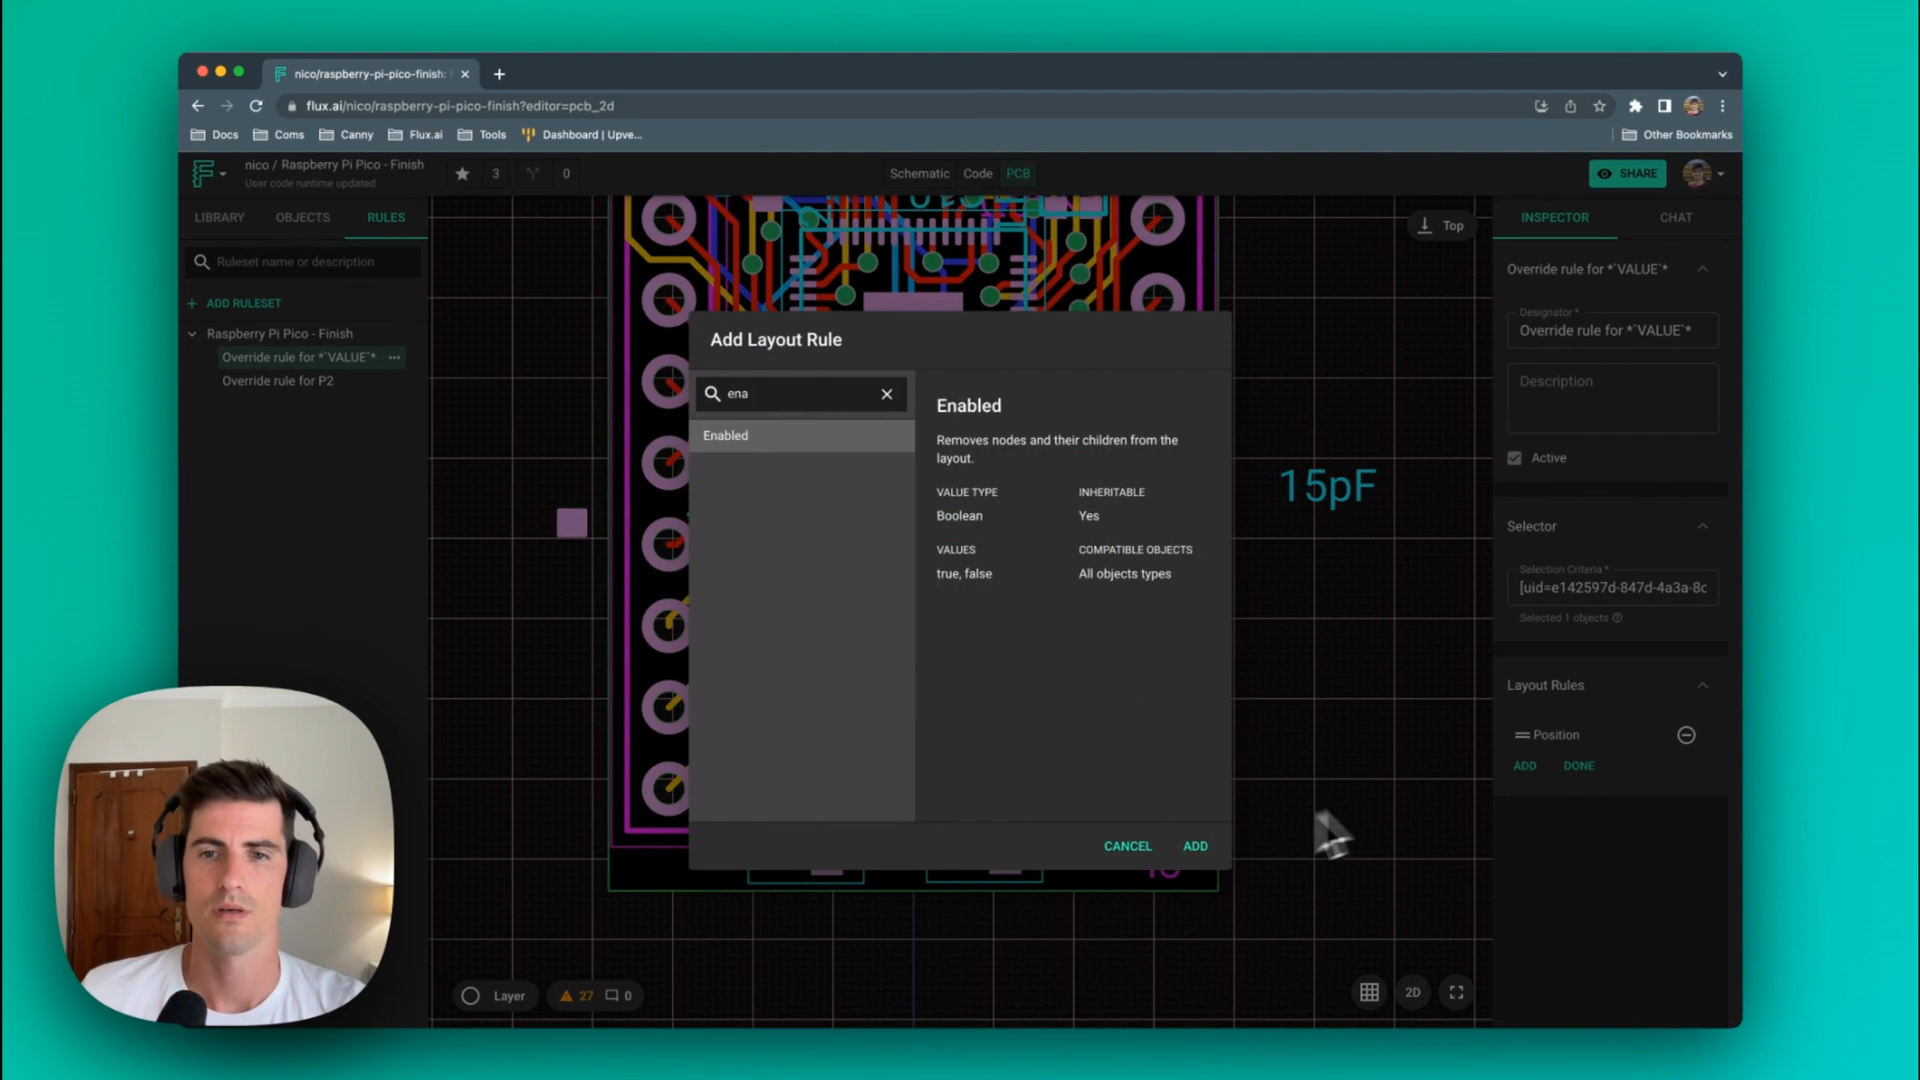 nico/raspberry-pi-pico-finish:
flux.ai/nico/raspberry-pi-pico-finish?editor=pcb_2d
Docs
Coms
Canny
Flux.ai
Tools
Dashboard | Upve...
Other Bookmarks
nico / Raspberry Pi Pico - Finish
User code runtime updated
3
0
Schematic
Code
PCB
SHARE
LIBRARY
OBJECTS
RULES
Ruleset name or description
+ ADD RULESET
Raspberry Pi Pico - Finish
Override rule for *`VALUE`*
Override rule for P2
Top
15pF
Add Layout Rule
ena
Enabled
Enabled
Removes nodes and their children from the
layout.
VALUE TYPE
INHERITABLE
Boolean
Yes
VALUES
COMPATIBLE OBJECTS
true, false
All objects types
CANCEL
ADD
INSPECTOR
CHAT
Override rule for *`VALUE`*
Designator *
Override rule for *`VALUE`*
Description
Active
Selector
Selection Criteria *
[uid=e142597d-847d-4a3a-8c
Selected 1 objects
Layout Rules
Position
ADD
DONE
Layer
27
0
2D